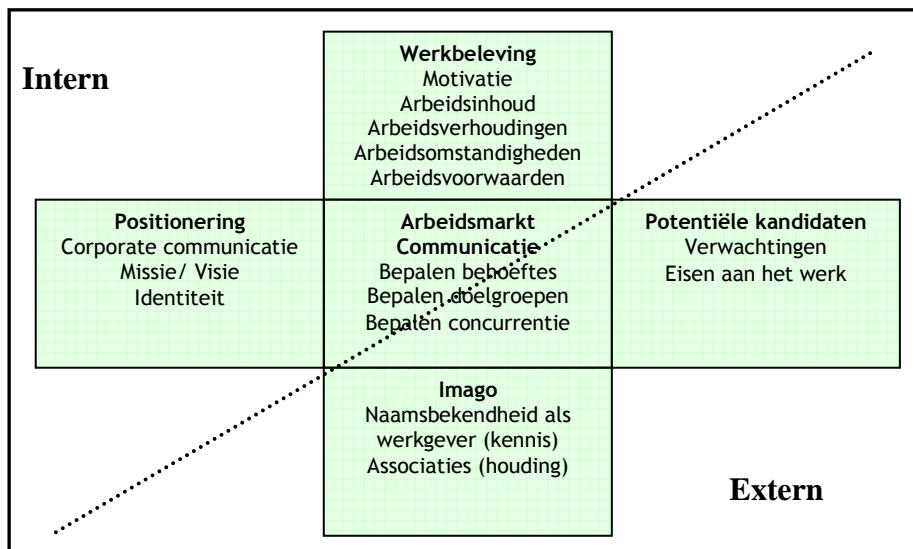 Intern
Werkbeleving
Motivatie
Arbeidsinhoud
Arbeidsverhoudingen
Arbeidsomstandigheden
Arbeidsvoorwaarden
Positionering
Corporate communicatie
Missie/ Visie
Identiteit
Arbeidsmarkt
Communicatie
Bepalen behoeftes
Bepalen doelgroepen
Bepalen concurrentie
Potentiële kandidaten
Verwachtingen
Eisen aan het werk
Imago
Naamsbekendheid als
werkgever (kennis)
Associaties (houding)
Extern